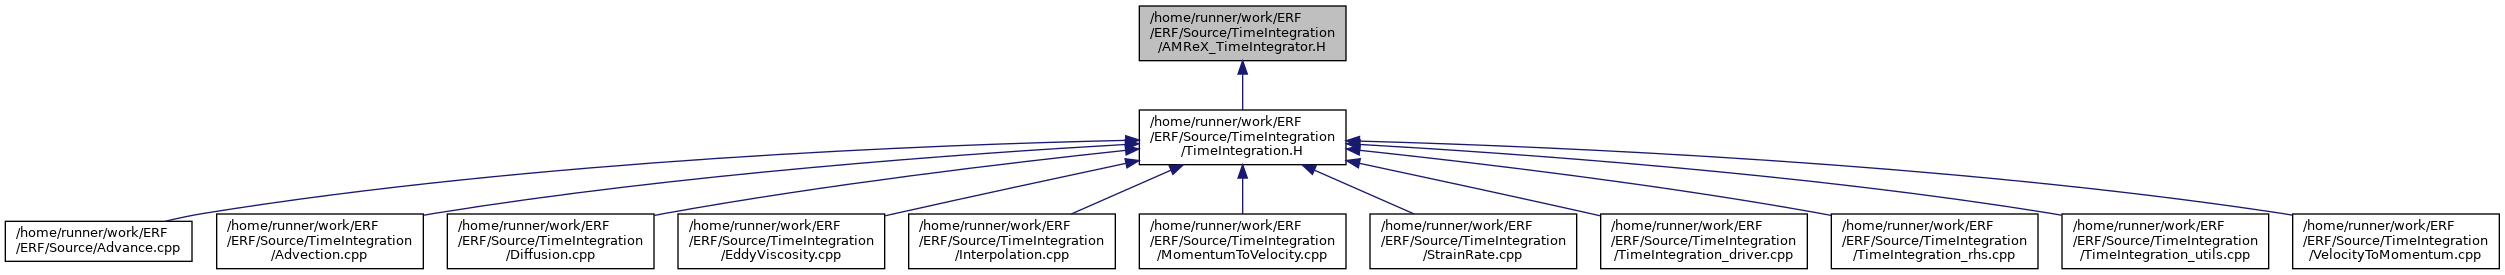 /home/runner/work/ERF
/ERF/Source/TimeIntegration
/AMReX_TimeIntegrator.H
/home/runner/work/ERF
/ERF/Source/TimeIntegration
/TimeIntegration.H
/home/runner/work/ERF
/ERF/Source/Advance.cpp
/home/runner/work/ERF
/ERF/Source/TimeIntegration
/Advection.cpp
/home/runner/work/ERF
/ERF/Source/TimeIntegration
/Diffusion.cpp
/home/runner/work/ERF
/ERF/Source/TimeIntegration
/EddyViscosity.cpp
/home/runner/work/ERF
/ERF/Source/TimeIntegration
/Interpolation.cpp
/home/runner/work/ERF
/ERF/Source/TimeIntegration
/MomentumToVelocity.cpp
/home/runner/work/ERF
/ERF/Source/TimeIntegration
/StrainRate.cpp
/home/runner/work/ERF
/ERF/Source/TimeIntegration
/TimeIntegration_driver.cpp
/home/runner/work/ERF
/ERF/Source/TimeIntegration
/TimeIntegration_rhs.cpp
/home/runner/work/ERF
/ERF/Source/TimeIntegration
/TimeIntegration_utils.cpp
/home/runner/work/ERF
/ERF/Source/TimeIntegration
/VelocityToMomentum.cpp